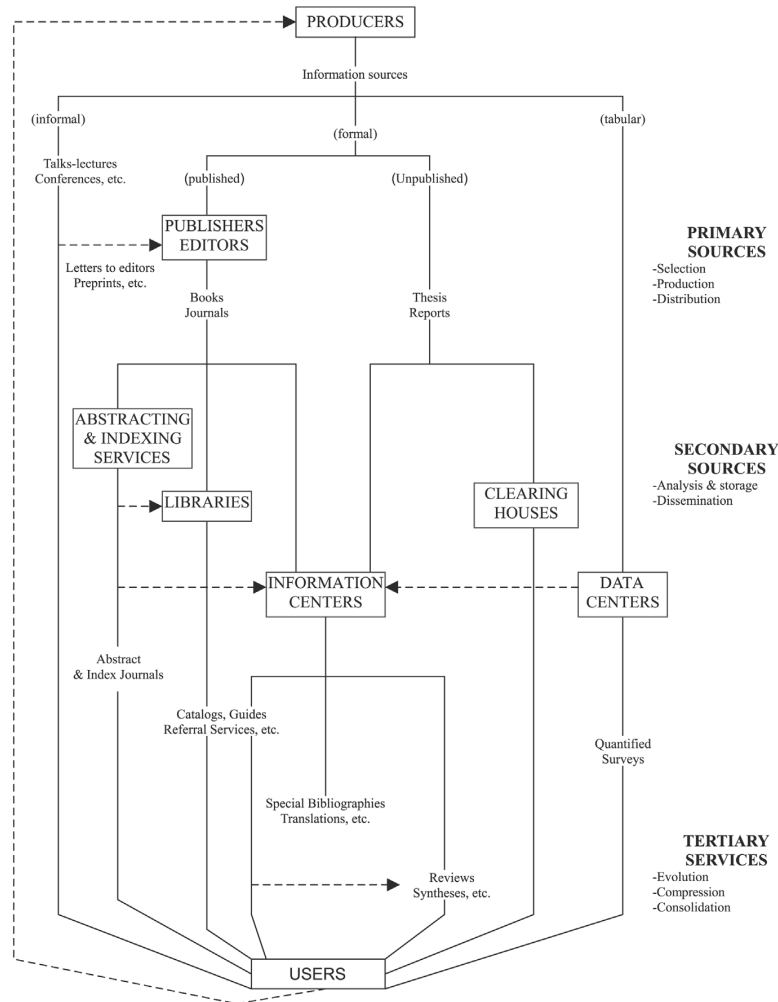 PRODUCERS
Information sources
(informal)
(formal)
(tabular)
Talks-lectures
Conferences, etc.
(published)
(Unpublished)
PUBLISHERS
EDITORS
PRIMARY
SOURCES
-Selection
-Production
-Distribution
Letters to editors
Preprints, etc.
Books
Journals
Thesis
Reports
ABSTRACTING
& INDEXING
SERVICES
SECONDARY
SOURCES
-Analysis & storage
-Dissemination
LIBRARIES
CLEARING
HOUSES
INFORMATION
CENTERS
DATA
CENTERS
Abstract
& Index Journals
Catalogs, Guides
Referral Services, etc.
Quantified
Surveys
Special Bibliographies
Translations, etc.
TERTIARY
SERVICES
-Evolution
-Compression
-Consolidation
Reviews
Syntheses, etc.
USERS